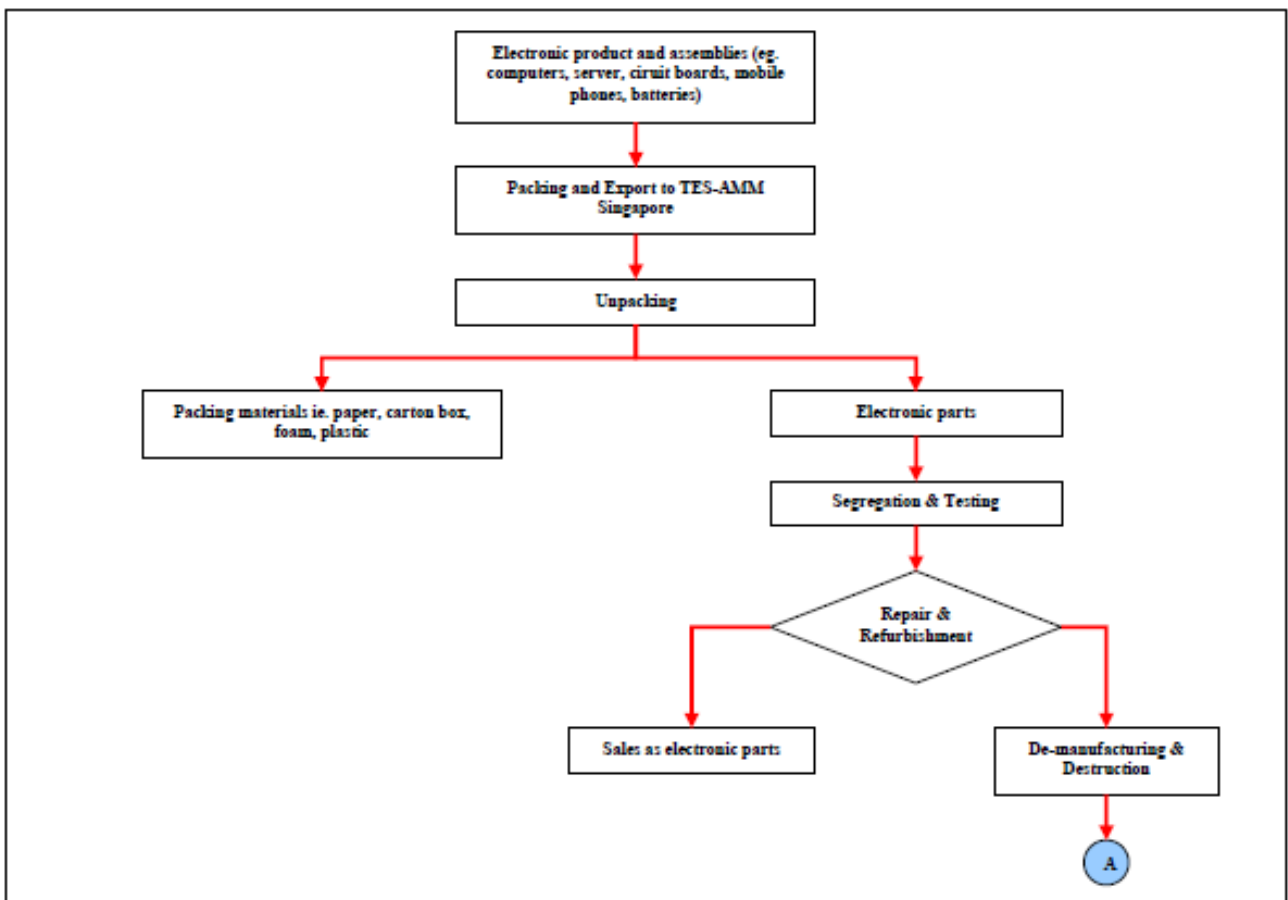 Electronic product and assemblies (eg.
computers, server, ciruit boards, mobile
phones, batteries)
Packing and Export to TES-AMM
Singapore
Unpacking
Packing materials ie. paper, carton box,
foam, plastic
Electronic parts
Segregation & Testing
Repair &
Refurbishment
Sales as electronic parts
De-manufacturing &
Destruction
A